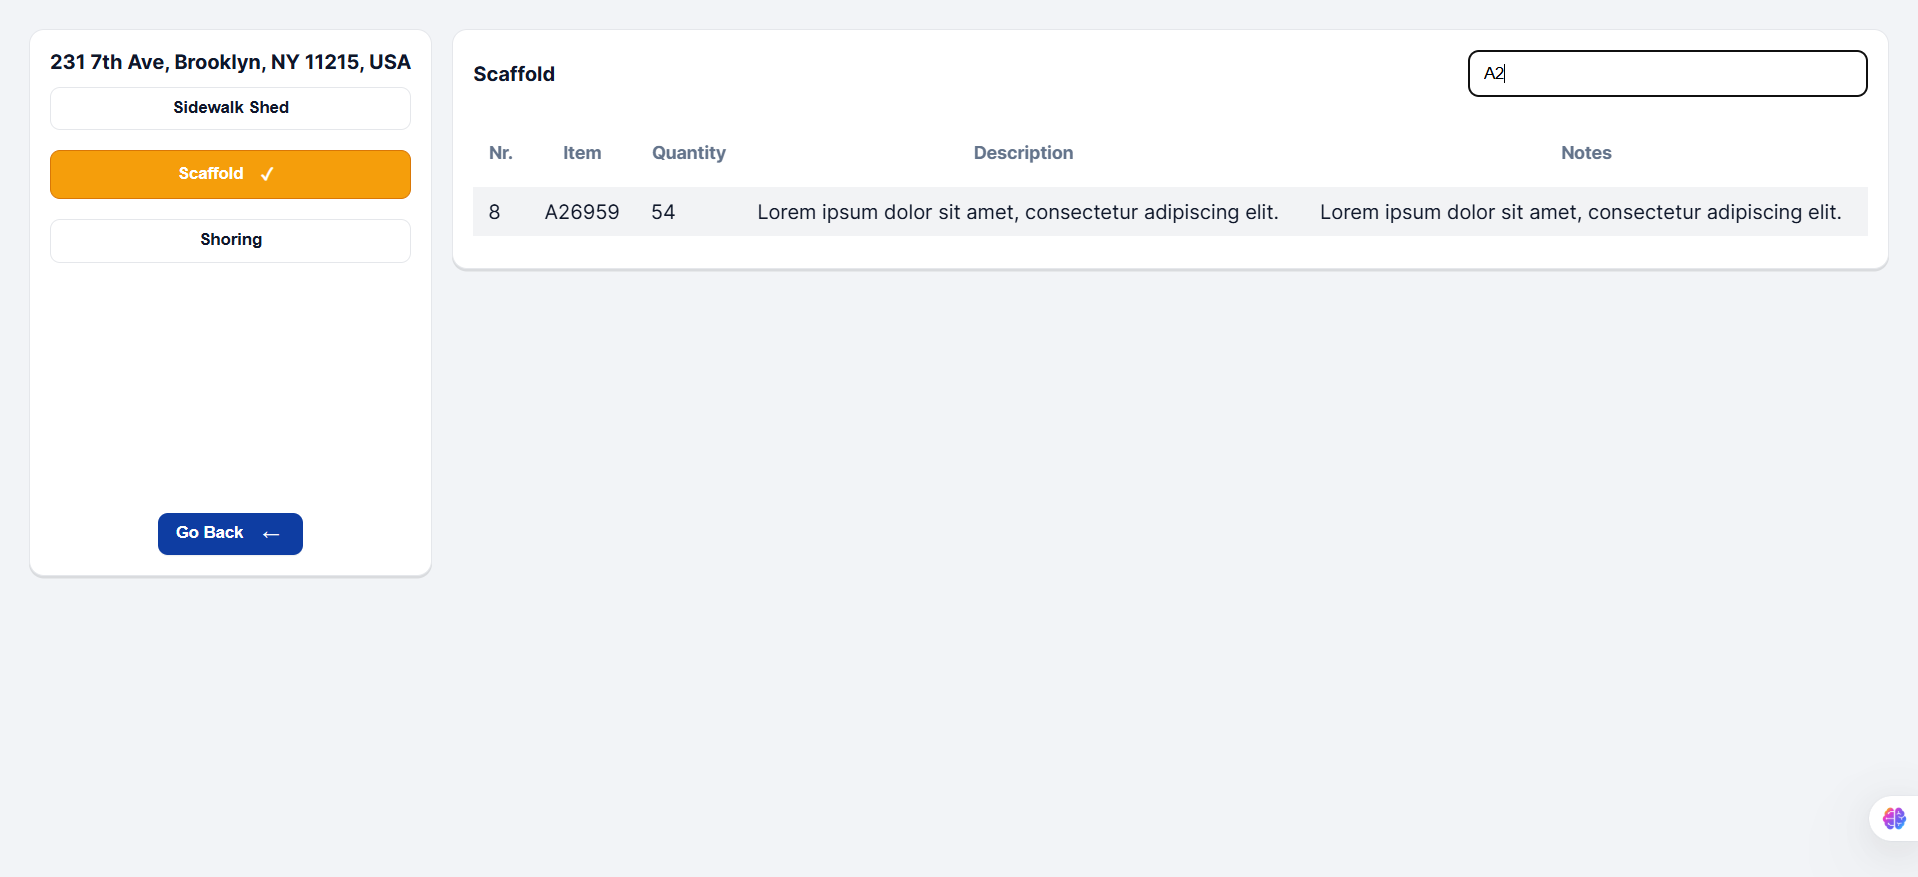 231 7th Ave, Brooklyn, NY 11215, USA
Sidewalk Shed
Scaffold ✓
Shoring
Go Back ←
Scaffold
A2
Nr. Item Quantity Description Notes
8 A26959 54 Lorem ipsum dolor sit amet, consectetur adipiscing elit. Lorem ipsum dolor sit amet, consectetur adipiscing elit.